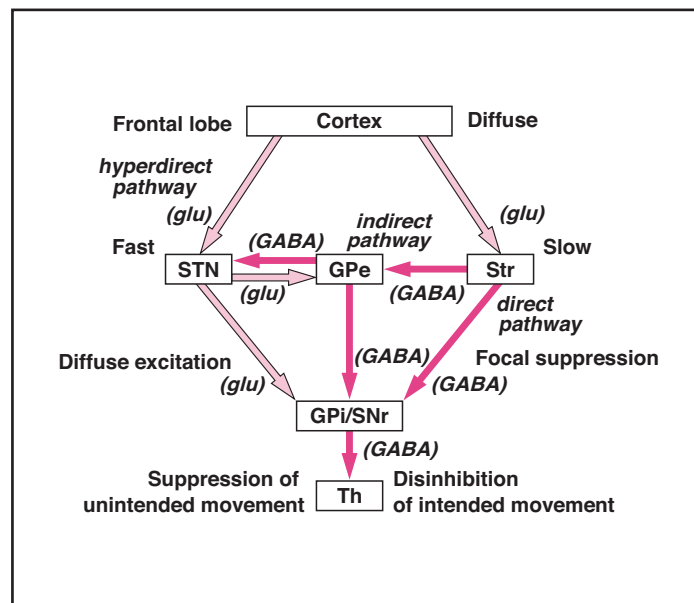 Frontal lobe
Cortex
Diffuse
hyperdirect
pathway
(glu)
(glu)
indirect
pathway
Fast
(GABA)
Slow
STN
GPe
Str
(glu)
(GABA)
direct
pathway
Diffuse excitation
(GABA)
Focal suppression
(glu)
(GABA)
GPi/SNr
(GABA)
Suppression of
unintended movement
Th
Disinhibition
of intended movement